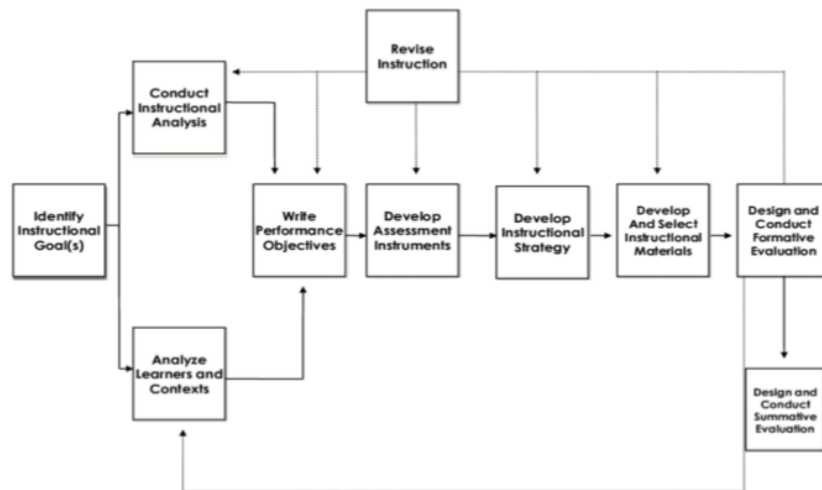 Revise
Instruction
Conduct
Instructional
Analysis
Identify
Instructional
Goal(s)
Write
Performance
Objectives
Develop
Assessment
Instruments
Develop
Instructional
Strategy
Develop
And Select
Instructional
Materials
Design and
Conduct
Formative
Evaluation
Analyze
Learners and
Contexts
Design and
Conduct
Summative
Evaluation